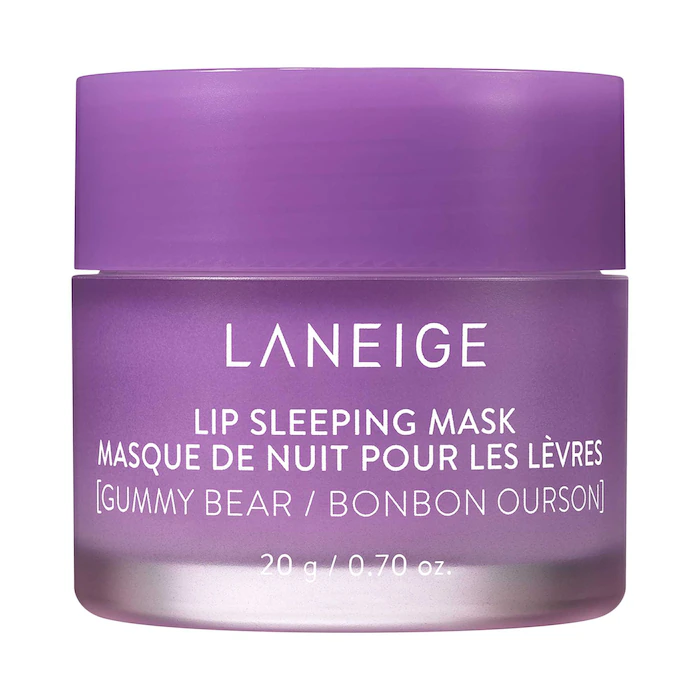 LANEIGE
LIP SLEEPING MASK
MASQUE DE NUIT POUR LES LÈVRES
[GUMMY BEAR / BONBON OURSON]
20 g / 0.70 oz.